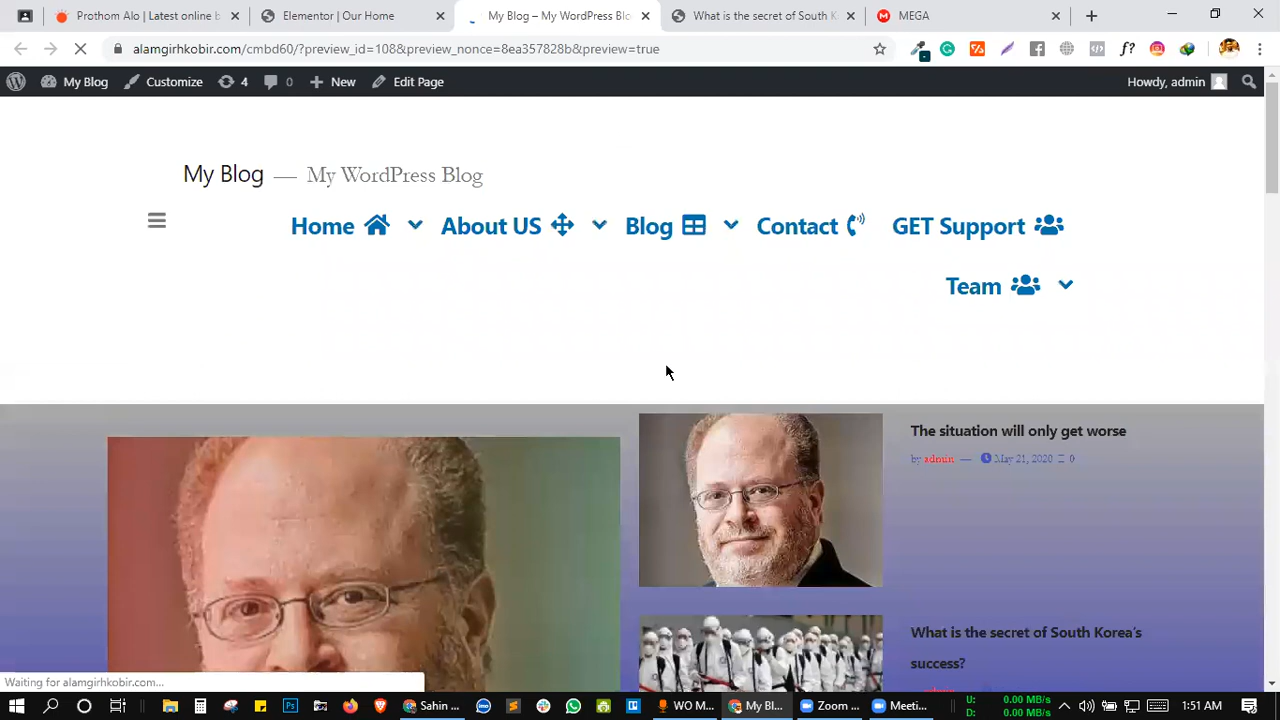 Prothom Alo | Latest online b
Elementor | Our Home
My Blog – My WordPress Blo
What is the secret of South K
MEGA
alamgirhkobir.com/cmbd60/?preview_id=108&preview_nonce=8ea357828b&preview=true
My Blog
Customize
4
0
New
Edit Page
Howdy, admin
My Blog — My WordPress Blog
Home
About US
Blog
Contact
GET Support
Team
The situation will only get worse
by admin — May 21, 2020 0
What is the secret of South Korea's
success?
Waiting for alamgirhkobir.com...
Sahin ...
WO M...
My Bl...
Zoom ...
Meeti...
U: 0.00 MB/s
D: 0.00 MB/s
1:51 AM